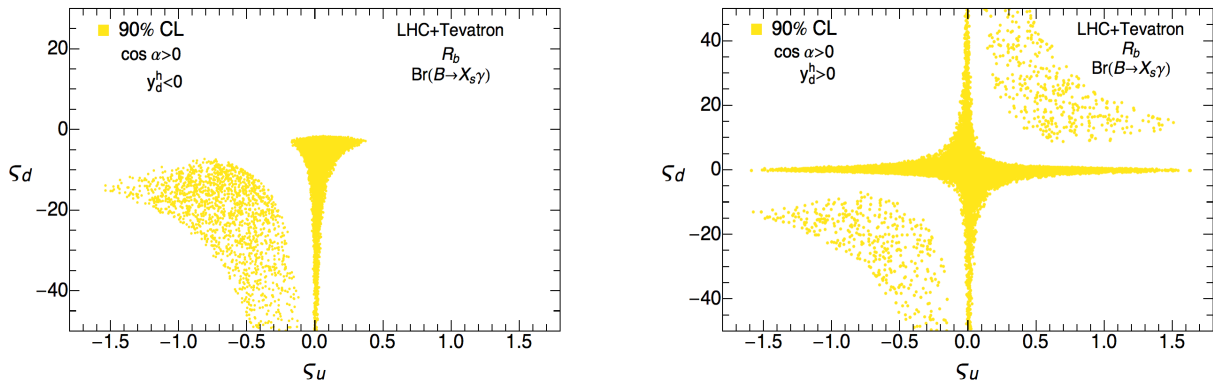 90% CL
cos α>0
y_d^h<0
LHC+Tevatron
R_b
Br(B→X_sγ)
20
0
−20
−40
ς_d
−1.5 −1.0 −0.5 0.0 0.5 1.0 1.5
ς_u
90% CL
cos α>0
y_d^h>0
LHC+Tevatron
R_b
Br(B→X_sγ)
40
20
0
−20
−40
ς_d
−1.5 −1.0 −0.5 0.0 0.5 1.0 1.5
ς_u